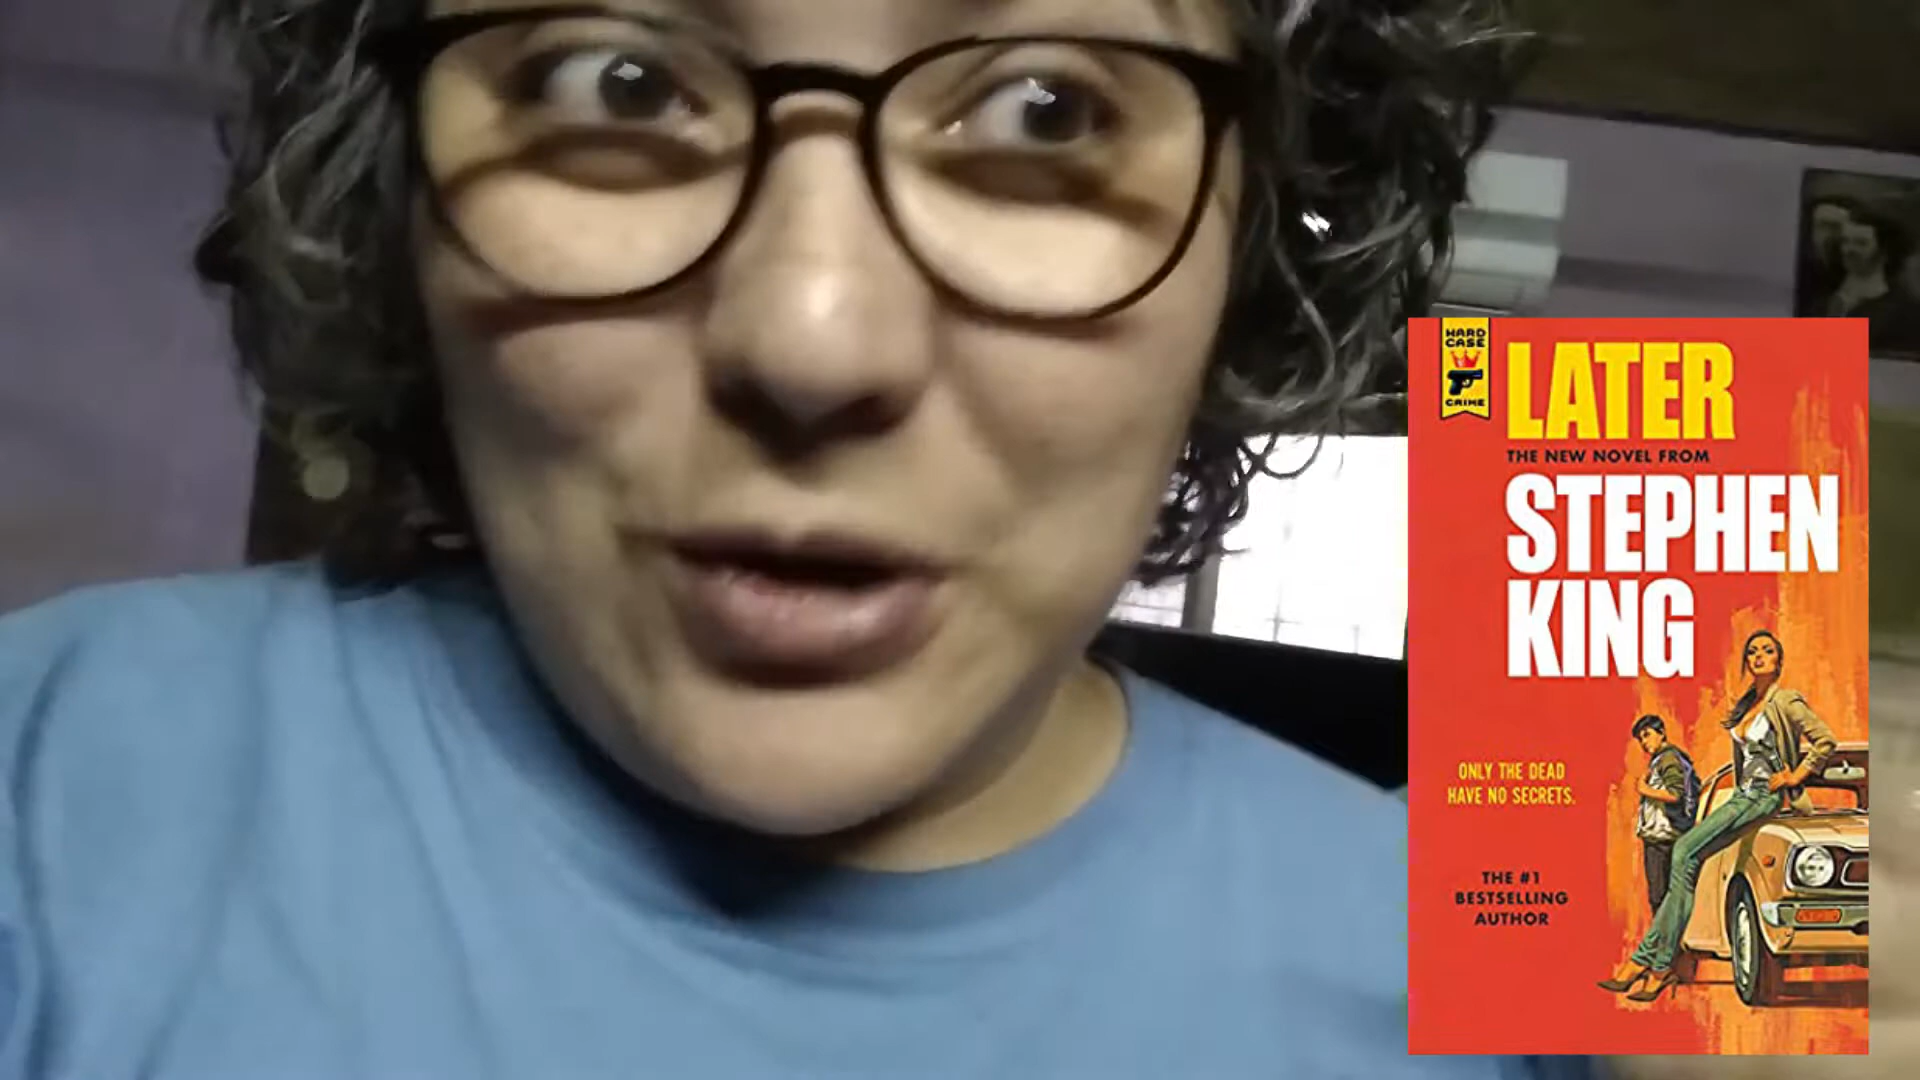 HARD
CASE
CRIME
LATER
THE NEW NOVEL FROM
STEPHEN
KING
ONLY THE DEAD
HAVE NO SECRETS.
THE #1
BESTSELLING
AUTHOR